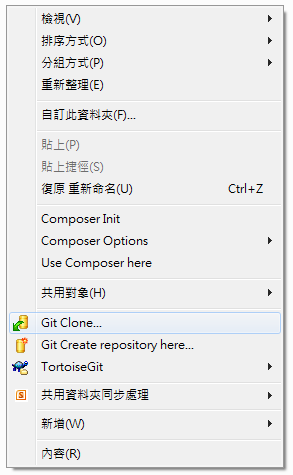 檢視(V)
排序方式(O)
分組方式(P)
重新整理(E)
自訂此資料夾(F)...
貼上(P)
貼上捷徑(S)
復原 重新命名(U) Ctrl+Z
Composer Init
Composer Options
Use Composer here
共用對象(H)
Git Clone...
Git Create repository here...
TortoiseGit
共用資料夾同步處理
新增(W)
內容(R)